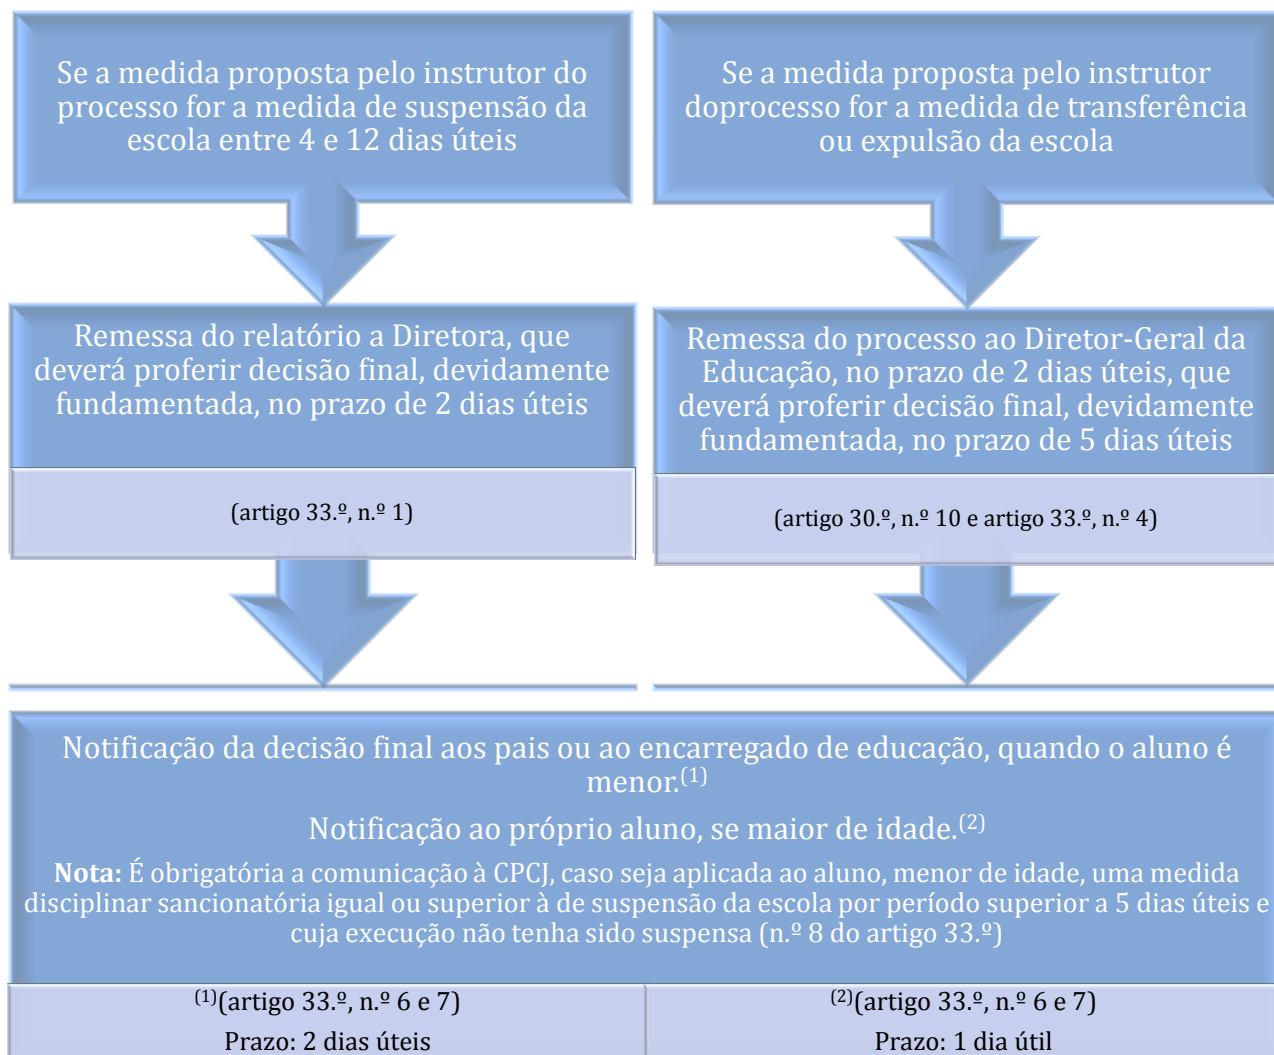 Se a medida proposta pelo instrutor do
processo for a medida de suspensão da
escola entre 4 e 12 dias úteis
Se a medida proposta pelo instrutor
doprocesso for a medida de transferência
ou expulsão da escola
Remessa do relatório a Diretora, que
deverá proferir decisão final, devidamente
fundamentada, no prazo de 2 dias úteis
(artigo 33.º, n.º 1)
Remessa do processo ao Diretor-Geral da
Educação, no prazo de 2 dias úteis, que
deverá proferir decisão final, devidamente
fundamentada, no prazo de 5 dias úteis
(artigo 30.º, n.º 10 e artigo 33.º, n.º 4)
Notificação da decisão final aos pais ou ao encarregado de educação, quando o aluno é
menor.(1)
Notificação ao próprio aluno, se maior de idade.(2)
Nota: É obrigatória a comunicação à CPCJ, caso seja aplicada ao aluno, menor de idade, uma medida
disciplinar sancionatória igual ou superior à de suspensão da escola por período superior a 5 dias úteis e
cuja execução não tenha sido suspensa (n.º 8 do artigo 33.º)
(1)(artigo 33.º, n.º 6 e 7)
Prazo: 2 dias úteis
(2)(artigo 33.º, n.º 6 e 7)
Prazo: 1 dia útil